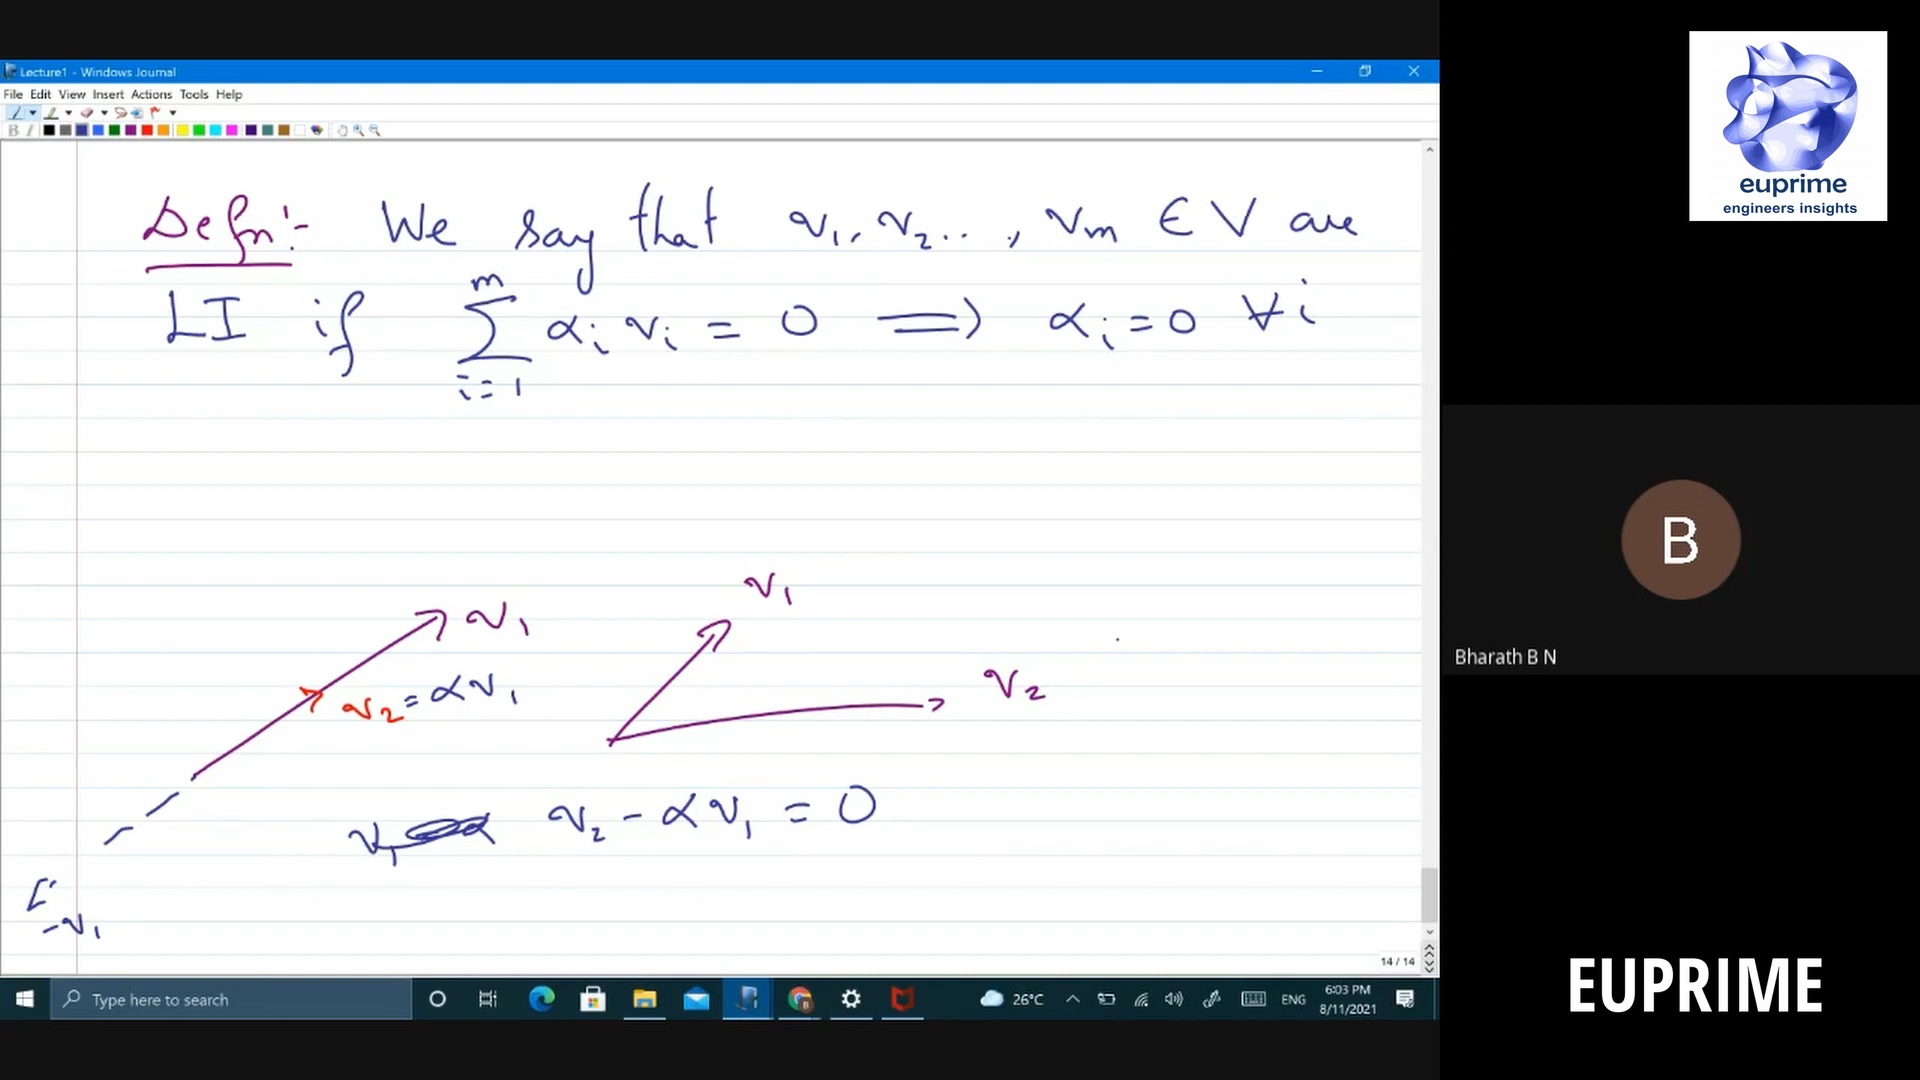 Lecture1 - Windows Journal
File Edit View Insert Actions Tools Help
B I
Defn:- We say that v₁, v₂.. , vₘ ∈ V are
LI if ∑ᵢ₌₁ᵐ αᵢ vᵢ = 0 ⟹ αᵢ = 0 ∀ i
v₁
v₁
v₂ = αv₁
v₂
v₁ v₂ - αv₁ = 0
-v₁
14 / 14
Type here to search
26°C
ENG
6:03 PM
8/11/2021
euprime
engineers insights
B
Bharath B N
EUPRIME